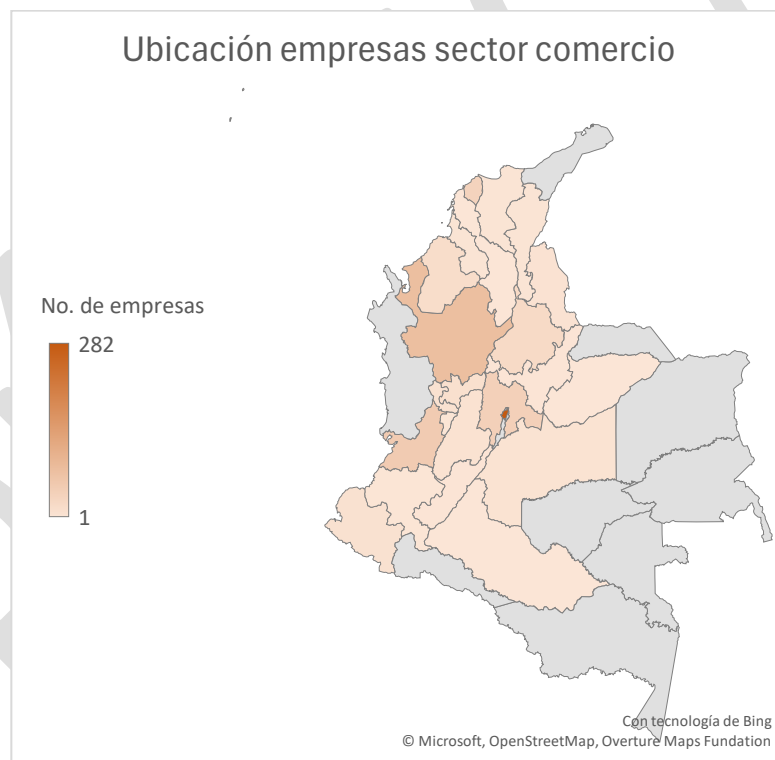 Ubicación empresas sector comercio
No. de empresas
282
1
Con tecnología de Bing
© Microsoft, OpenStreetMap, Overture Maps Fundation